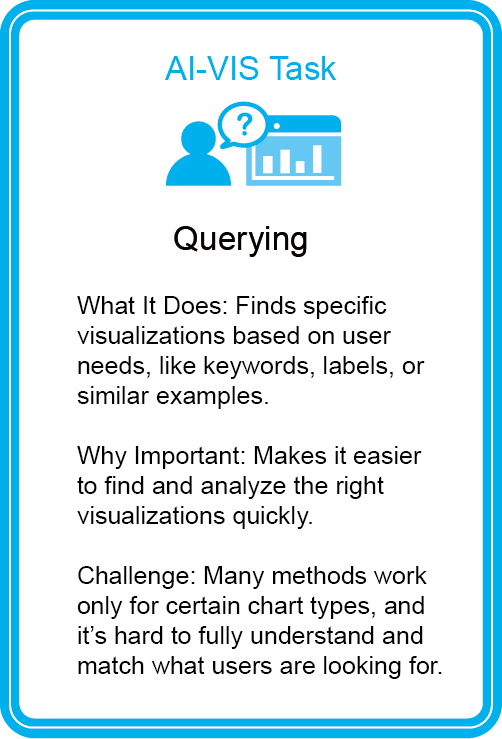 AI-VIS Task
?
Querying
What It Does: Finds specific
visualizations based on user
needs, like keywords, labels, or
similar examples.
Why Important: Makes it easier
to find and analyze the right
visualizations quickly.
Challenge: Many methods work
only for certain chart types, and
it’s hard to fully understand and
match what users are looking for.